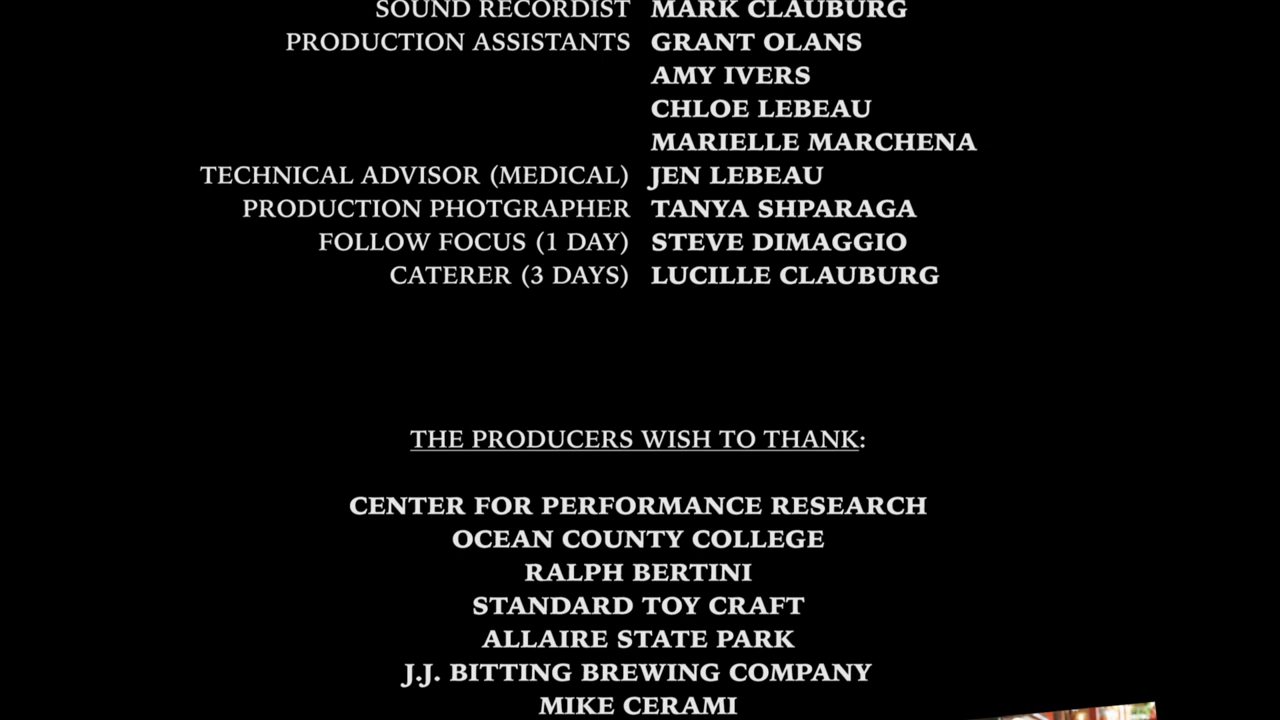 SOUND RECORDIST MARK CLAUBURG
PRODUCTION ASSISTANTS GRANT OLANS
AMY IVERS
CHLOE LEBEAU
MARIELLE MARCHENA
TECHNICAL ADVISOR (MEDICAL) JEN LEBEAU
PRODUCTION PHOTGRAPHER TANYA SHPARAGA
FOLLOW FOCUS (1 DAY) STEVE DIMAGGIO
CATERER (3 DAYS) LUCILLE CLAUBURG
THE PRODUCERS WISH TO THANK:
CENTER FOR PERFORMANCE RESEARCH
OCEAN COUNTY COLLEGE
RALPH BERTINI
STANDARD TOY CRAFT
ALLAIRE STATE PARK
J.J. BITTING BREWING COMPANY
MIKE CERAMI